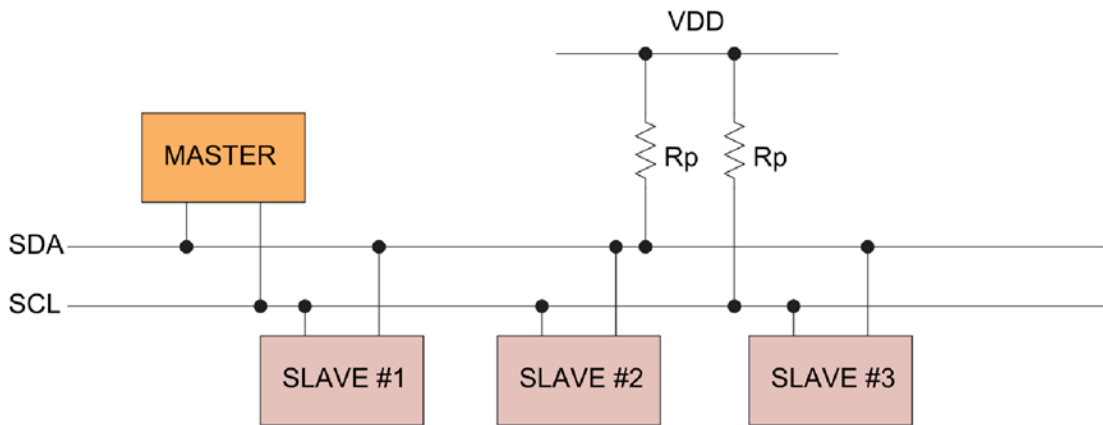 VDD
MASTER
Rp
Rp
SDA
SCL
SLAVE #1
SLAVE #2
SLAVE #3